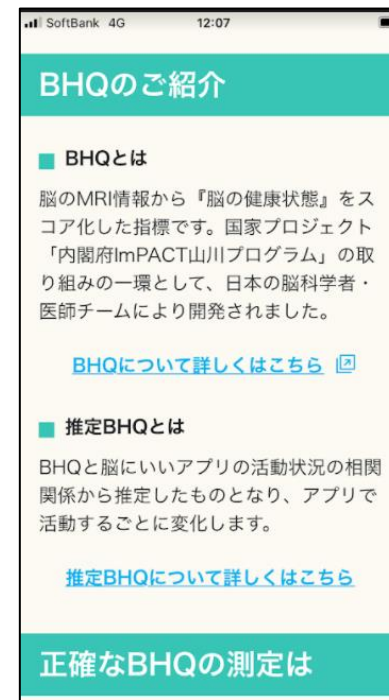 SoftBank 4G 12:07
BHQのご紹介
BHQとは
脳のMRI情報から『脳の健康状態』をス
コア化した指標です。国家プロジェクト
「内閣府ImPACT山川プログラム」の取
り組みの一環として、日本の脳科学者・
医師チームにより開発されました。
BHQについて詳しくはこちら
推定BHQとは
BHQと脳にいいアプリの活動状況の相関
関係から推定したものとなり、アプリで
活動するごとに変化します。
推定BHQについて詳しくはこちら
正確なBHQの測定は